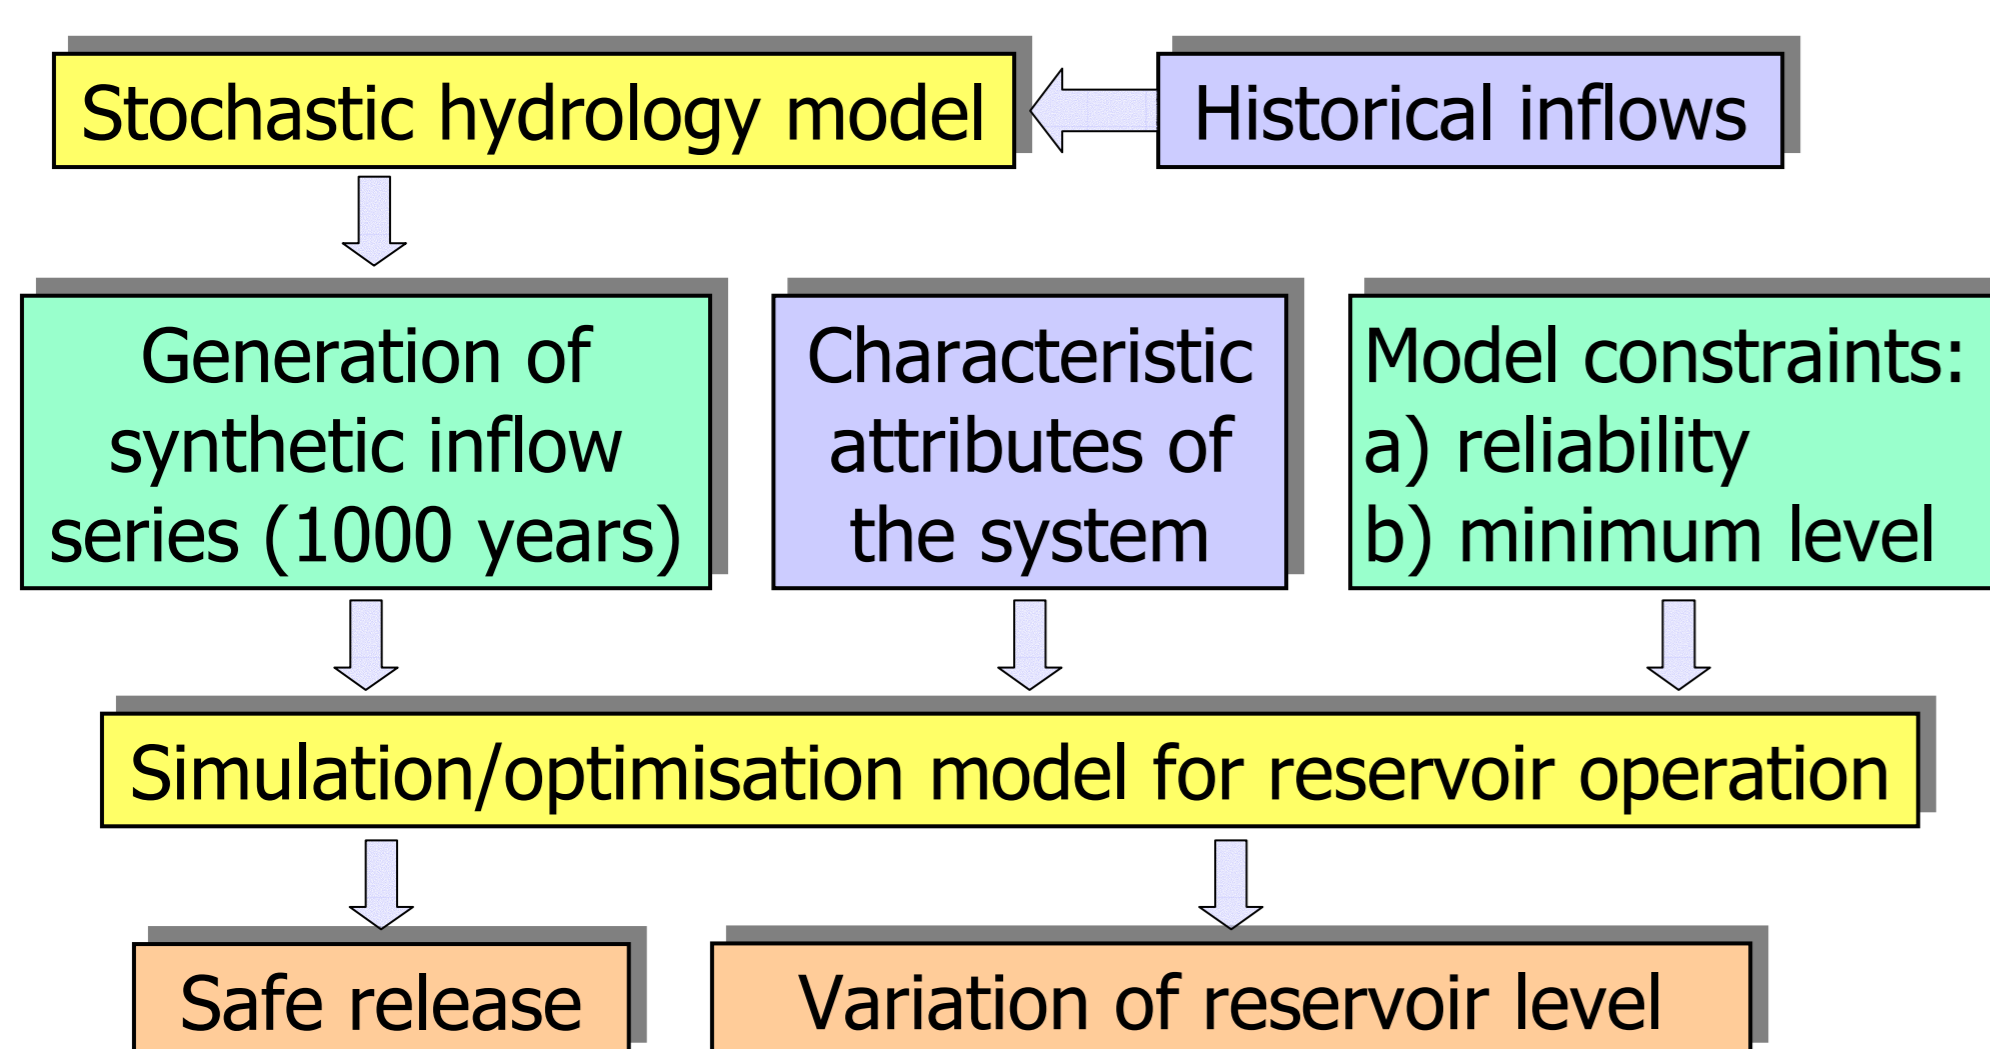 Stochastic hydrology model
Historical inflows
Generation of
synthetic inflow
series (1000 years)
Characteristic
attributes of
the system
Model constraints:
a) reliability
b) minimum level
Simulation/optimisation model for reservoir operation
Safe release
Variation of reservoir level